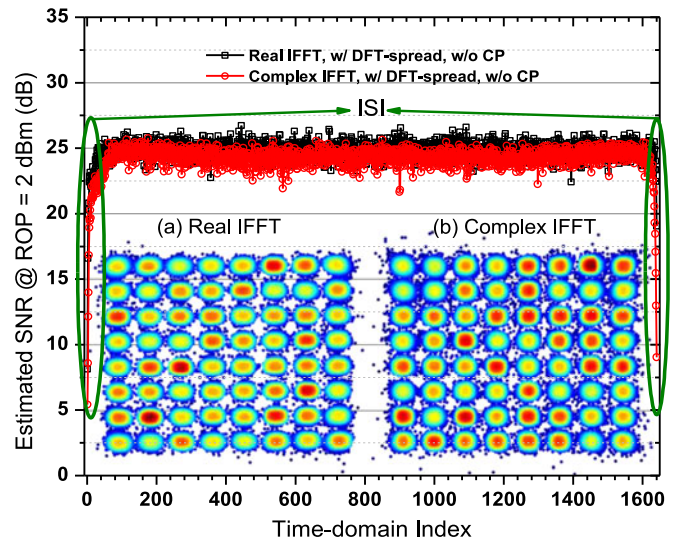 35
30
25
20
15
10
5
0
Estimated SNR @ ROP = 2 dBm (dB)
Real IFFT, w/ DFT-spread, w/o CP
Complex IFFT, w/ DFT-spread, w/o CP
ISI
(a) Real IFFT
(b) Complex IFFT
0 200 400 600 800 1000 1200 1400 1600
Time-domain Index